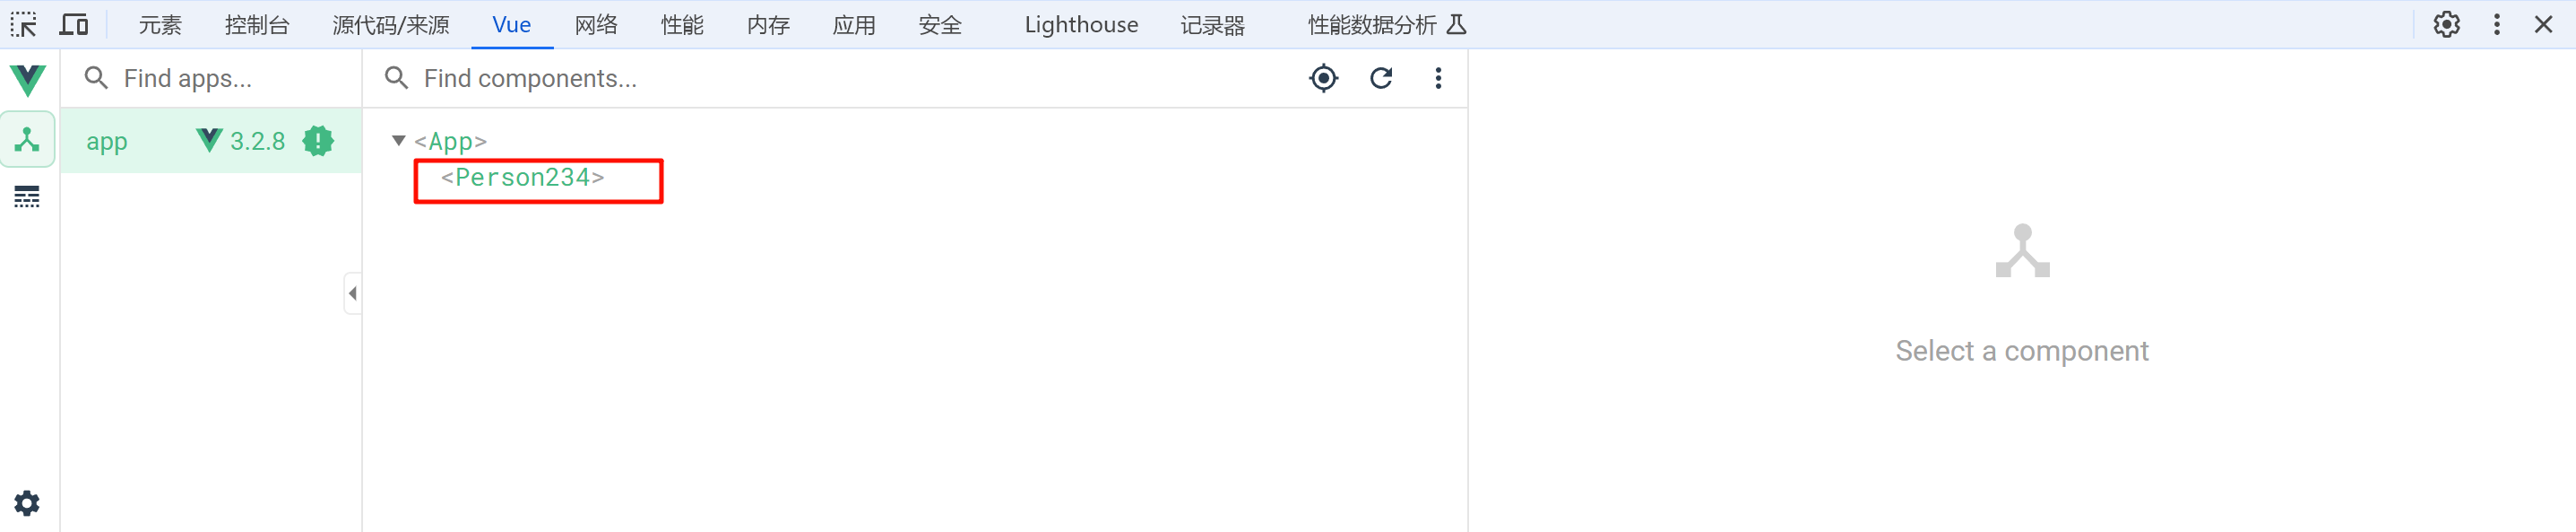 元素 控制台 源代码/来源 Vue 网络 性能 内存 应用 安全 Lighthouse 记录器 性能数据分析
Find apps... Find components...
app 3.2.8 <App>
<Person234>
Select a component